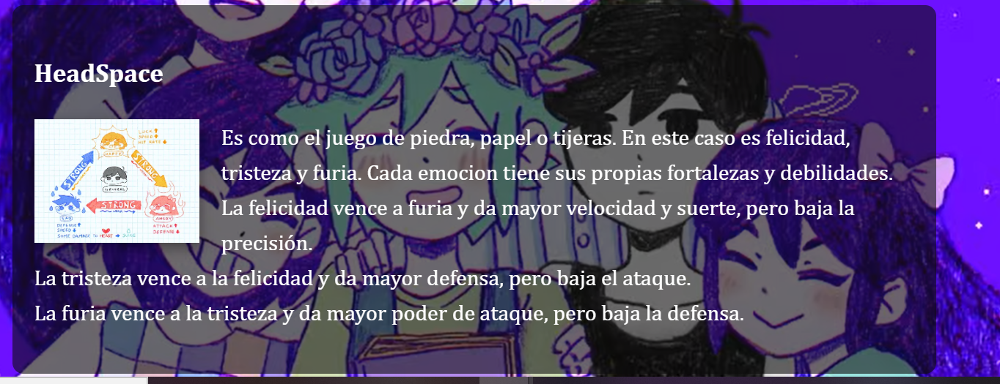 HeadSpace
LUCK
SPEED
HIT RATE
HAPPY
STRONG
STRONG
NEUTRAL
STRONG
SAD
ANGRY
DEFENSE
SPEED
SOME DAMAGE TO HEART → JUICE
ATTACK
DEFENSE
Es como el juego de piedra, papel o tijeras. En este caso es felicidad,
tristeza y furia. Cada emocion tiene sus propias fortalezas y debilidades.
La felicidad vence a furia y da mayor velocidad y suerte, pero baja la
precisión.
La tristeza vence a la felicidad y da mayor defensa, pero baja el ataque.
La furia vence a la tristeza y da mayor poder de ataque, pero baja la defensa.